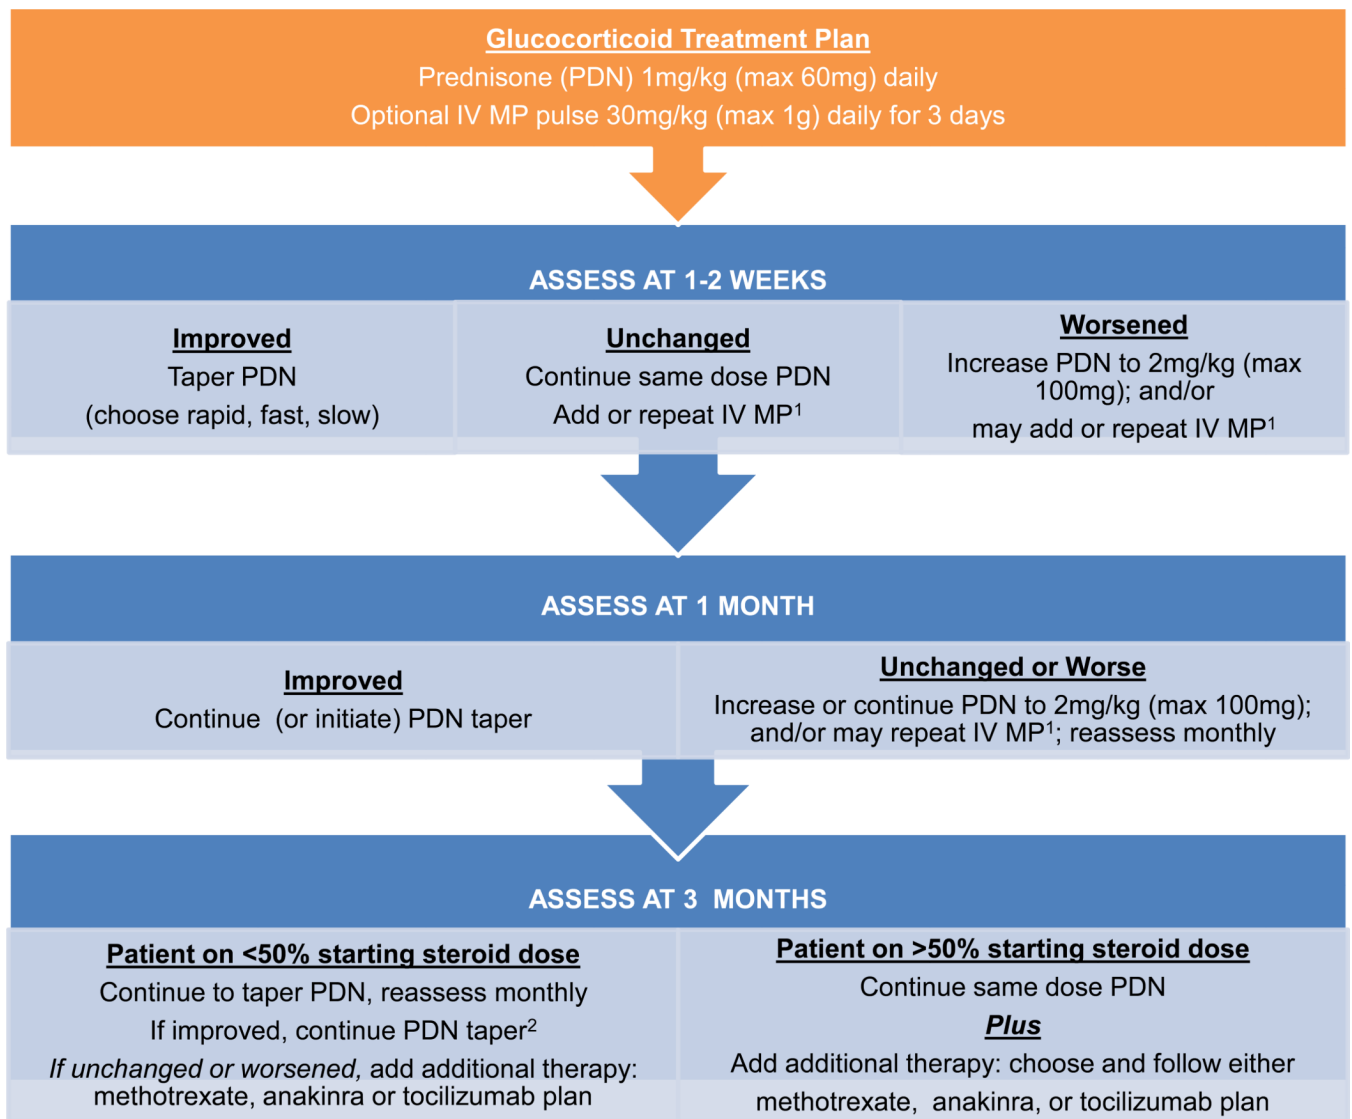 Glucocorticoid Treatment Plan
Prednisone (PDN) 1mg/kg (max 60mg) daily
Optional IV MP pulse 30mg/kg (max 1g) daily for 3 days
ASSESS AT 1-2 WEEKS
Improved
Taper PDN
(choose rapid, fast, slow)
Unchanged
Continue same dose PDN
Add or repeat IV MP¹
Worsened
Increase PDN to 2mg/kg (max
100mg); and/or
may add or repeat IV MP¹
ASSESS AT 1 MONTH
Improved
Continue (or initiate) PDN taper
Unchanged or Worse
Increase or continue PDN to 2mg/kg (max 100mg);
and/or may repeat IV MP¹; reassess monthly
ASSESS AT 3 MONTHS
Patient on <50% starting steroid dose
Continue to taper PDN, reassess monthly
If improved, continue PDN taper²
If unchanged or worsened, add additional therapy:
methotrexate, anakinra or tocilizumab plan
Patient on >50% starting steroid dose
Continue same dose PDN
Plus
Add additional therapy: choose and follow either
methotrexate, anakinra, or tocilizumab plan